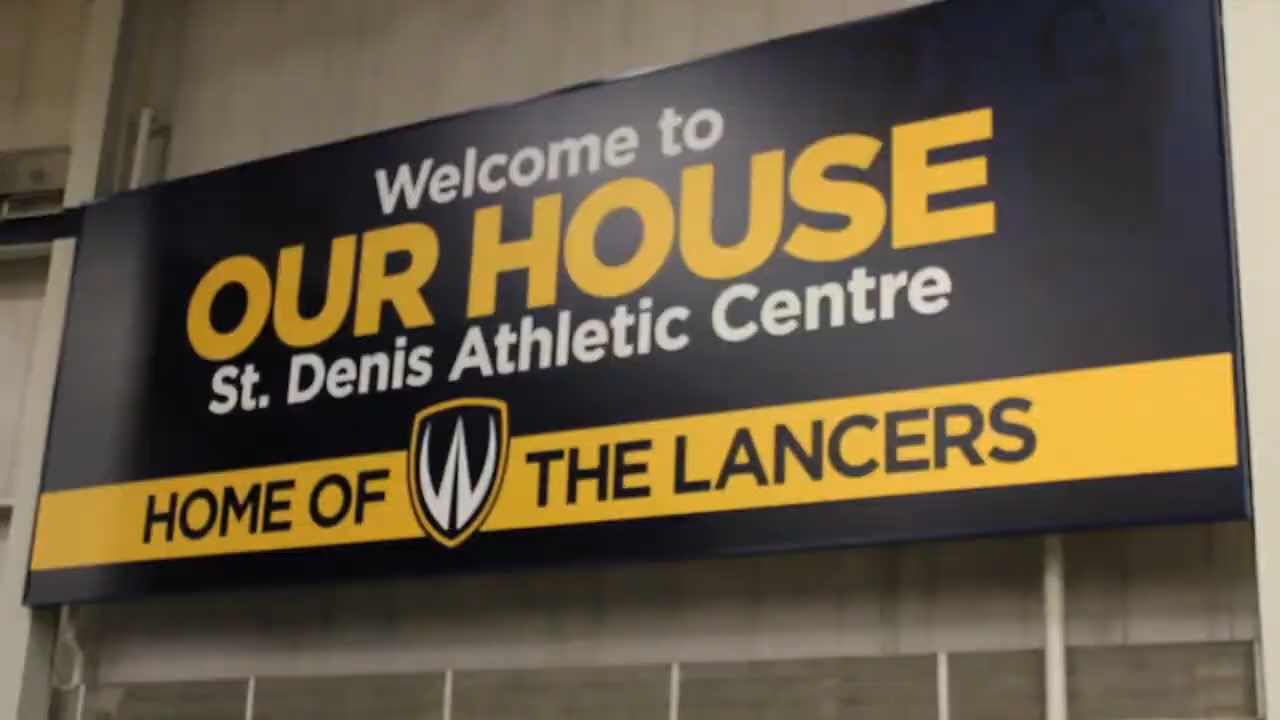 Welcome to
OUR HOUSE
St. Denis Athletic Centre
HOME OF THE LANCERS